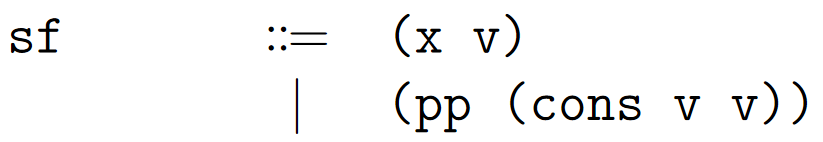 sf ::= (x v)
| (pp (cons v v))